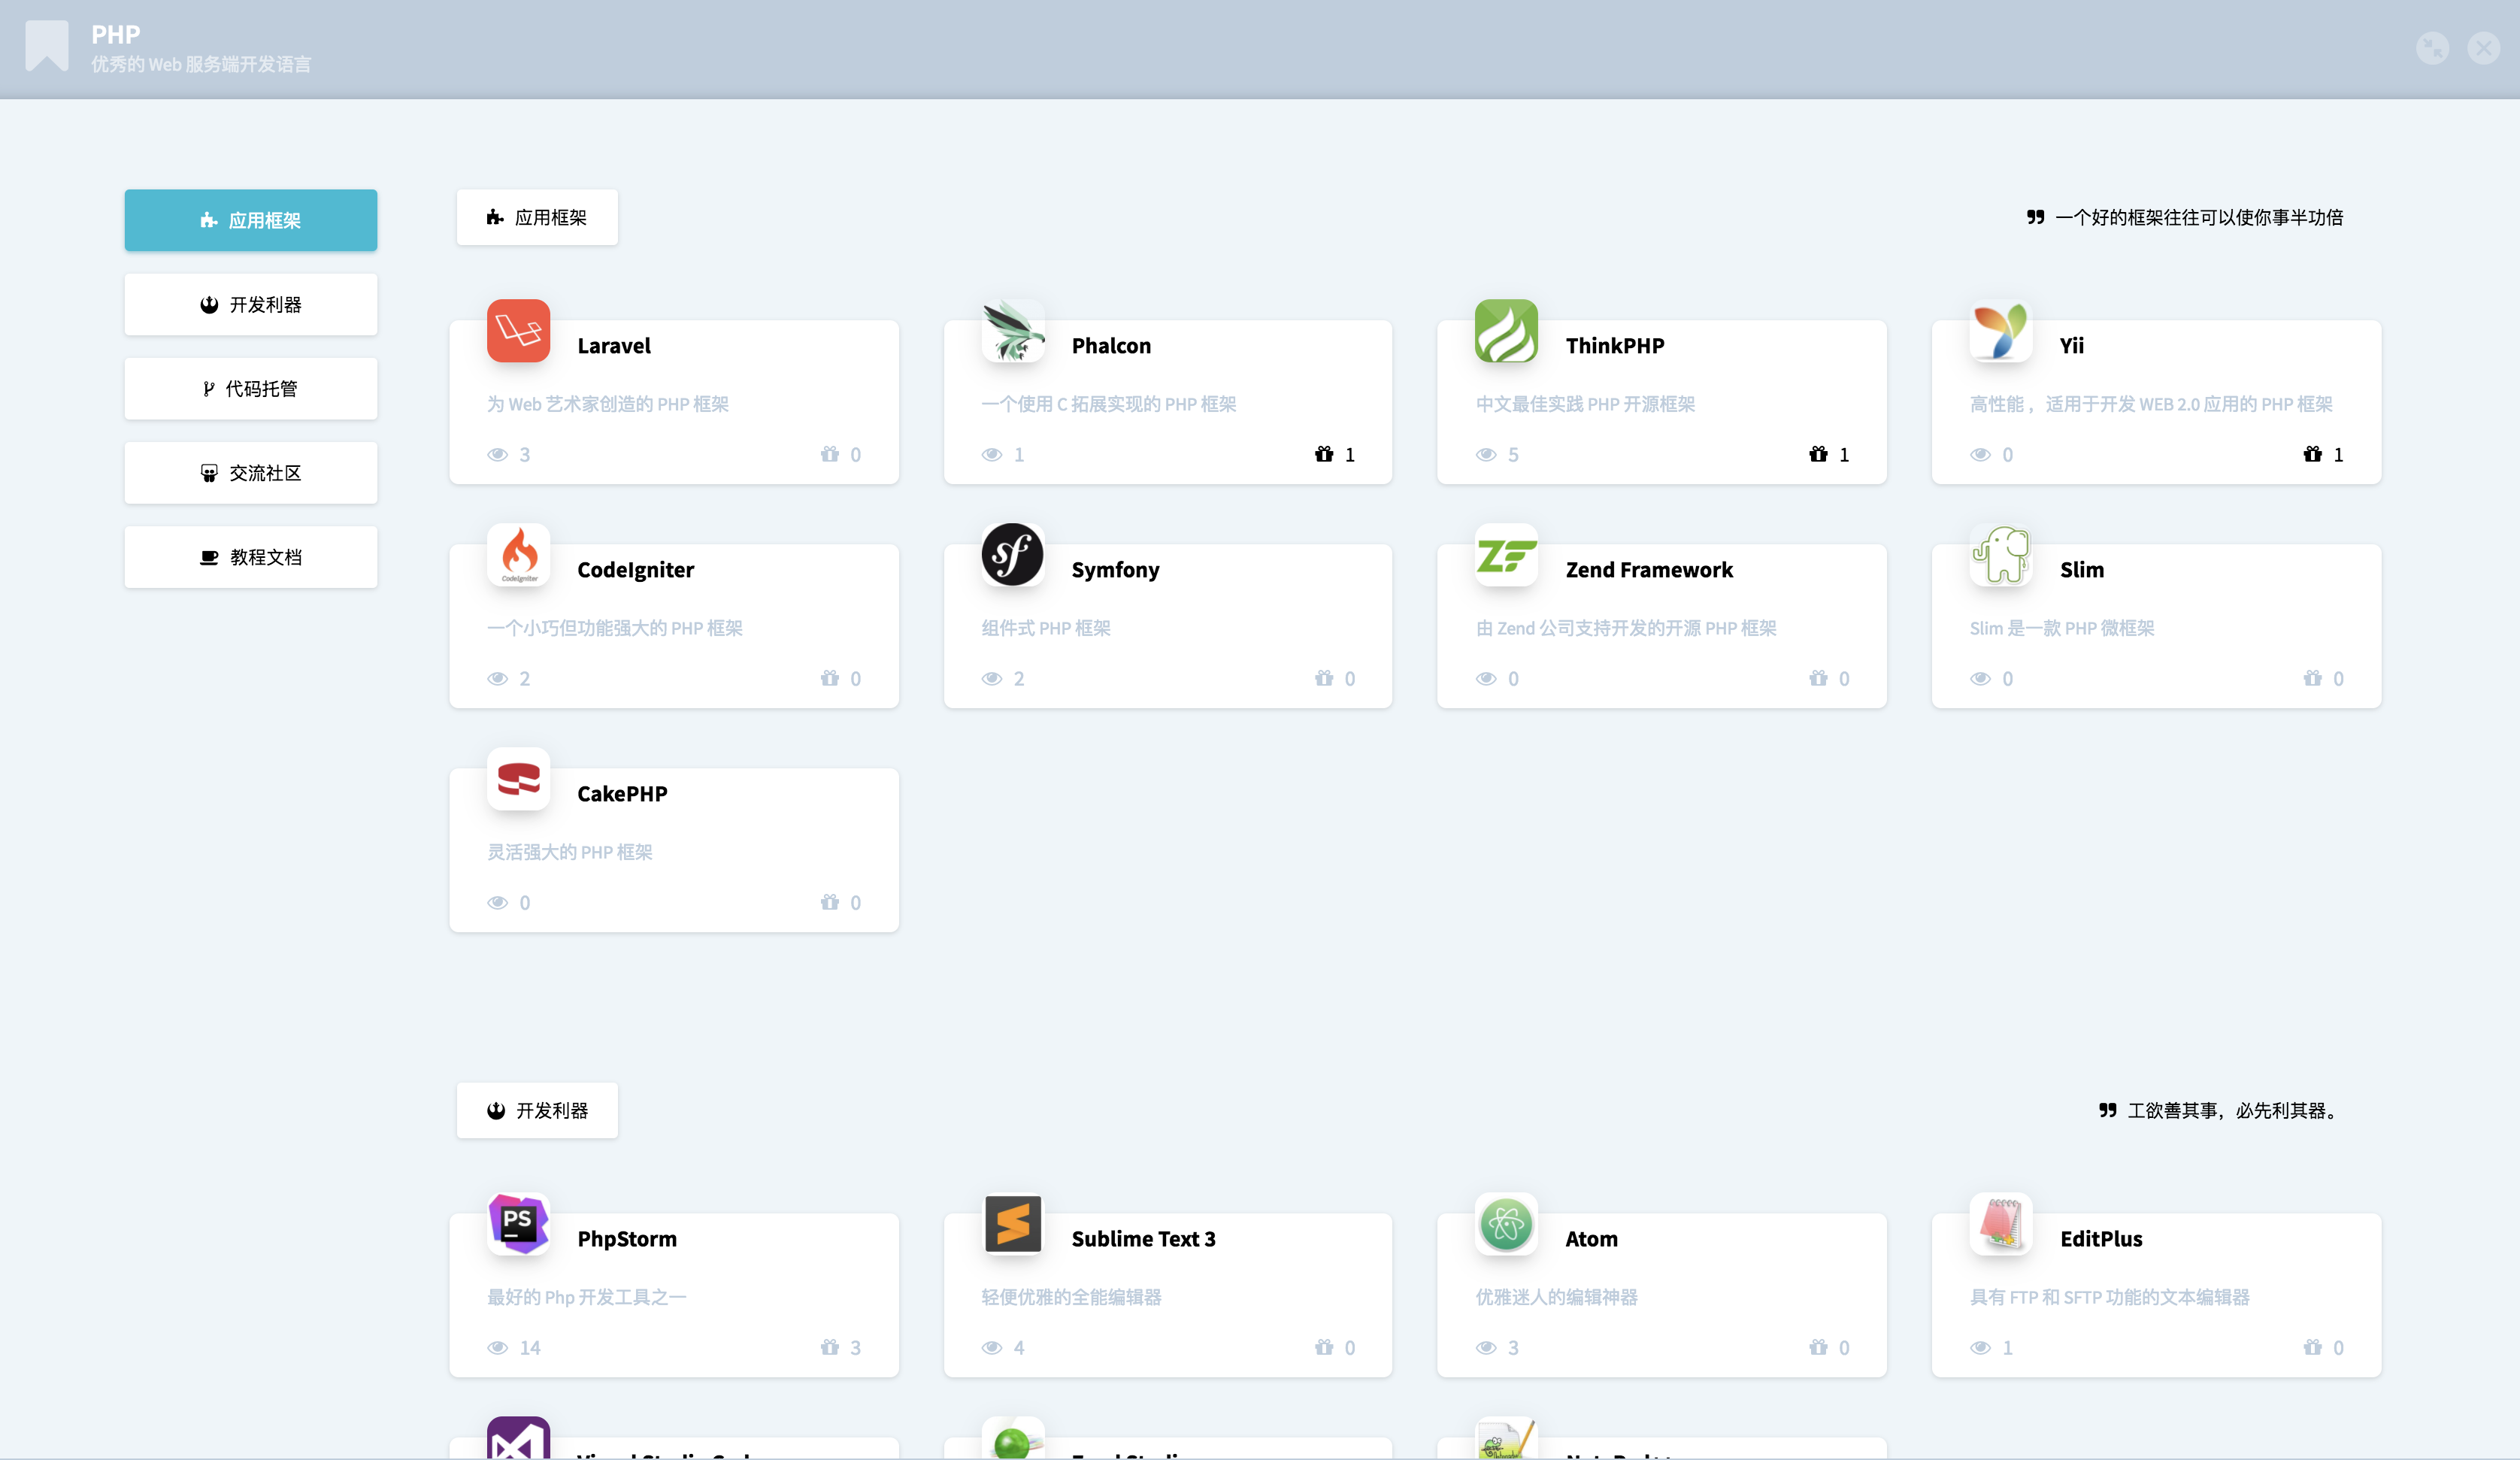 PHP
优秀的 Web 服务端开发语言
应用框架
开发利器
代码托管
交流社区
教程文档
应用框架
一个好的框架往往可以使你事半功倍
Laravel
为 Web 艺术家创造的 PHP 框架
3 0
Phalcon
一个使用 C 拓展实现的 PHP 框架
1 1
ThinkPHP
中文最佳实践 PHP 开源框架
5 1
Yii
高性能，适用于开发 WEB 2.0 应用的 PHP 框架
0 1
CodeIgniter
CodeIgniter
一个小巧但功能强大的 PHP 框架
2 0
sf
Symfony
组件式 PHP 框架
2 0
ZF
Zend Framework
由 Zend 公司支持开发的开源 PHP 框架
0 0
Slim
Slim 是一款 PHP 微框架
0 0
CakePHP
灵活强大的 PHP 框架
0 0
开发利器
工欲善其事，必先利其器。
PS
PhpStorm
最好的 Php 开发工具之一
14 3
Sublime Text 3
轻便优雅的全能编辑器
4 0
Atom
优雅迷人的编辑神器
3 0
EditPlus
具有 FTP 和 SFTP 功能的文本编辑器
1 0